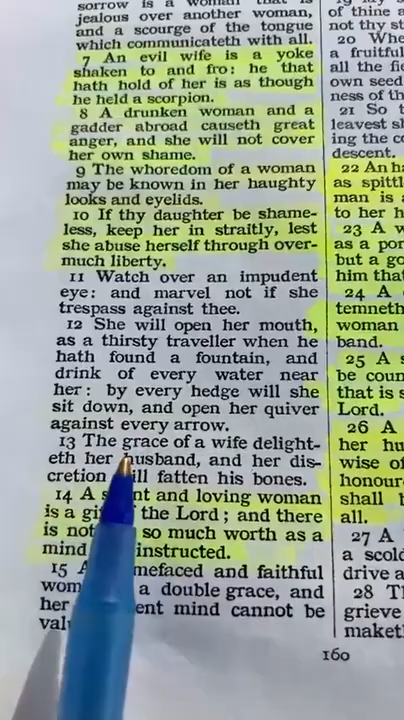 sorrow is a woman that is
jealous over another woman,
and a scourge of the tongue
which communicateth with all.
7 An evil wife is a yoke
shaken to and fro: he that
hath hold of her is as though
he held a scorpion.
8 A drunken woman and a
gadder abroad causeth great
anger, and she will not cover
her own shame.
9 The whoredom of a woman
may be known in her haughty
looks and eyelids.
10 If thy daughter be shame-
less, keep her in straitly, lest
she abuse herself through over-
much liberty.
11 Watch over an impudent
eye: and marvel not if she
trespass against thee.
12 She will open her mouth,
as a thirsty traveller when he
hath found a fountain, and
drink of every water near
her: by every hedge will she
sit down, and open her quiver
against every arrow.
13 The grace of a wife delight-
eth her husband, and her dis-
cretion will fatten his bones.
14 A and loving woman
is a the Lord; and there
is so much worth as a
mind instructed.
15 and faithful
a double grace, and
her mind cannot be
of thine a
not thy st
20 Whe
a fruitful
all the fie
own seed
ness of th
21 So t
leavest s
ing the co
descent.
22 An ha
as spittl
man is
to her h
23 A w
as a por
but a go
him that
24 A
temneth
woman
band.
25 A s
be coun
that is s
Lord.
26 A
her hu
wise of
honour
shall b
all.
27 A
a scold
drive a
28 T
grieve
maket
160